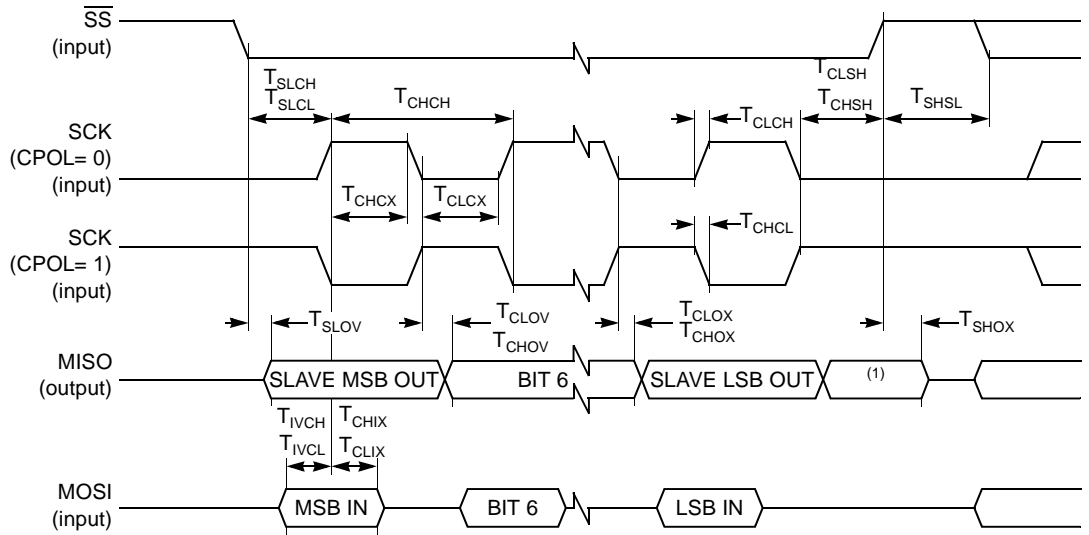 SS
(input)
TSLCH
TSLCL
TCHCH
TCLCH
TCLSH
TCHSH
TSHSL
SCK
(CPOL= 0)
(input)
TCHCX
TCLCX
TCHCL
SCK
(CPOL= 1)
(input)
TSLOV
TCLOV
TCHOV
TCLOX
TCHOX
TSHOX
MISO
(output)
SLAVE MSB OUT
BIT 6
SLAVE LSB OUT
(1)
TIVCH
TIVCL
TCHIX
TCLIX
MOSI
(input)
MSB IN
BIT 6
LSB IN